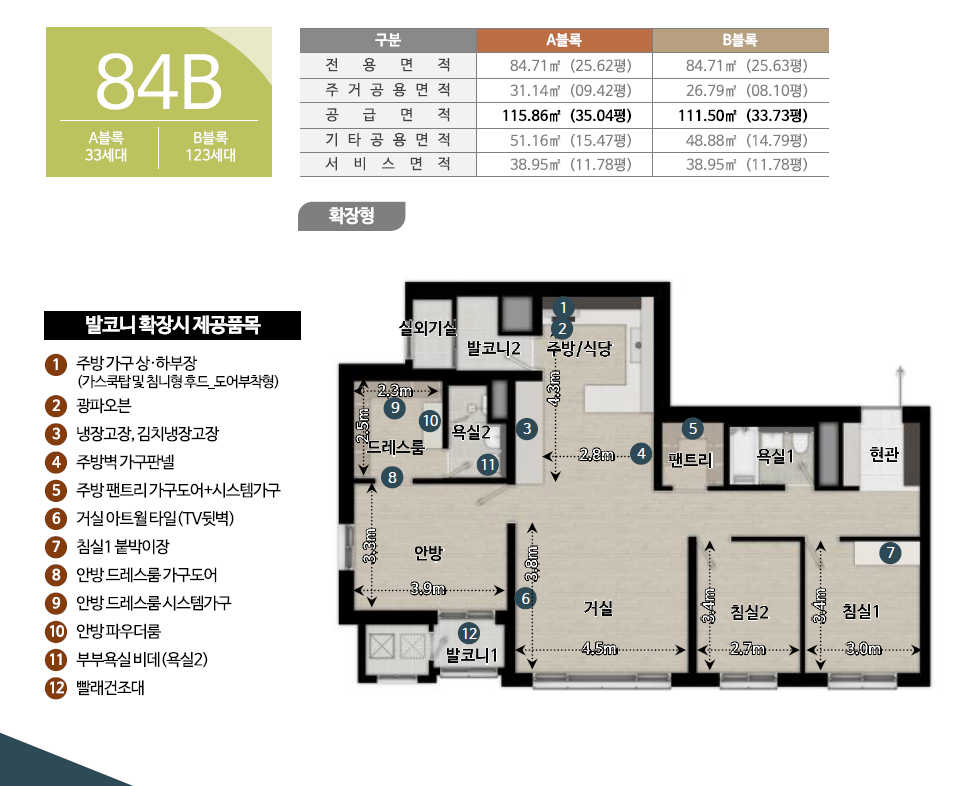 84B
A블록
33세대
B블록
123세대
구분 A블록 B블록
전용면적 84.71㎡ (25.62평) 84.71㎡ (25.63평)
주거공용면적 31.14㎡ (09.42평) 26.79㎡ (08.10평)
공급면적 115.86㎡ (35.04평) 111.50㎡ (33.73평)
기타공용면적 51.16㎡ (15.47평) 48.88㎡ (14.79평)
서비스면적 38.95㎡ (11.78평) 38.95㎡ (11.78평)
확장형
발코니 확장시 제공품목
1 주방 가구 상·하부장
(가스쿡탑 및 침니형 후드_도어부착형)
2 광파오븐
3 냉장고장, 김치냉장고장
4 주방벽 가구판넬
5 주방 팬트리 가구도어+시스템가구
6 거실 아트월 타일(TV뒷벽)
7 침실1 붙박이장
8 안방 드레스룸 가구도어
9 안방 드레스룸 시스템가구
10 안방 파우더룸
11 부부욕실 비데(욕실2)
12 빨래건조대
1
실외기실
2
발코니2
주방/식당
4.3m
2.3m
9
2.5m
10
드레스룸
욕실2
11
3
2.8m
4
5
팬트리
욕실1
현관
8
3.3m
안방
3.9m
3.8m
6
거실
4.5m
7
3.4m
침실2
2.7m
3.4m
침실1
3.0m
12
발코니1